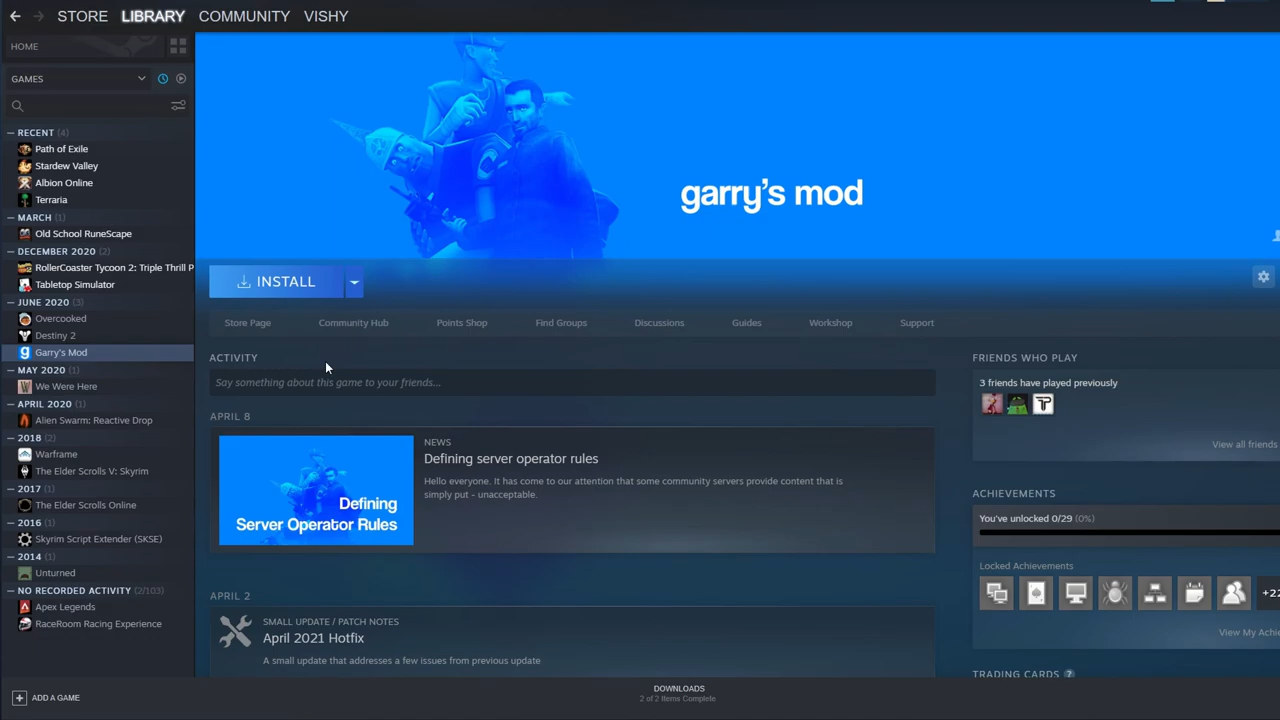 STORE LIBRARY COMMUNITY VISHY
HOME
GAMES
— RECENT (4)
Path of Exile
Stardew Valley
Albion Online
Terraria
— MARCH (1)
Old School RuneScape
— DECEMBER 2020 (2)
RollerCoaster Tycoon 2: Triple Thrill P
Tabletop Simulator
— JUNE 2020 (3)
Overcooked
Destiny 2
Garry's Mod
— MAY 2020 (1)
We Were Here
— APRIL 2020 (1)
Alien Swarm: Reactive Drop
— 2018 (2)
Warframe
The Elder Scrolls V: Skyrim
— 2017 (1)
The Elder Scrolls Online
— 2016 (1)
Skyrim Script Extender (SKSE)
— 2014 (1)
Unturned
— NO RECORDED ACTIVITY (2/103)
Apex Legends
RaceRoom Racing Experience
+ ADD A GAME
garry's mod
INSTALL
Store Page Community Hub Points Shop Find Groups Discussions Guides Workshop Support
ACTIVITY
Say something about this game to your friends...
APRIL 8
Defining
Server Operator Rules
NEWS
Defining server operator rules
Hello everyone. It has come to our attention that some community servers provide content that is
simply put - unacceptable.
APRIL 2
SMALL UPDATE / PATCH NOTES
April 2021 Hotfix
A small update that addresses a few issues from previous update
FRIENDS WHO PLAY
3 friends have played previously
View all friends
ACHIEVEMENTS
You've unlocked 0/29 (0%)
Locked Achievements
+22
View My Achie
TRADING CARDS ?
DOWNLOADS
2 of 2 Items Complete